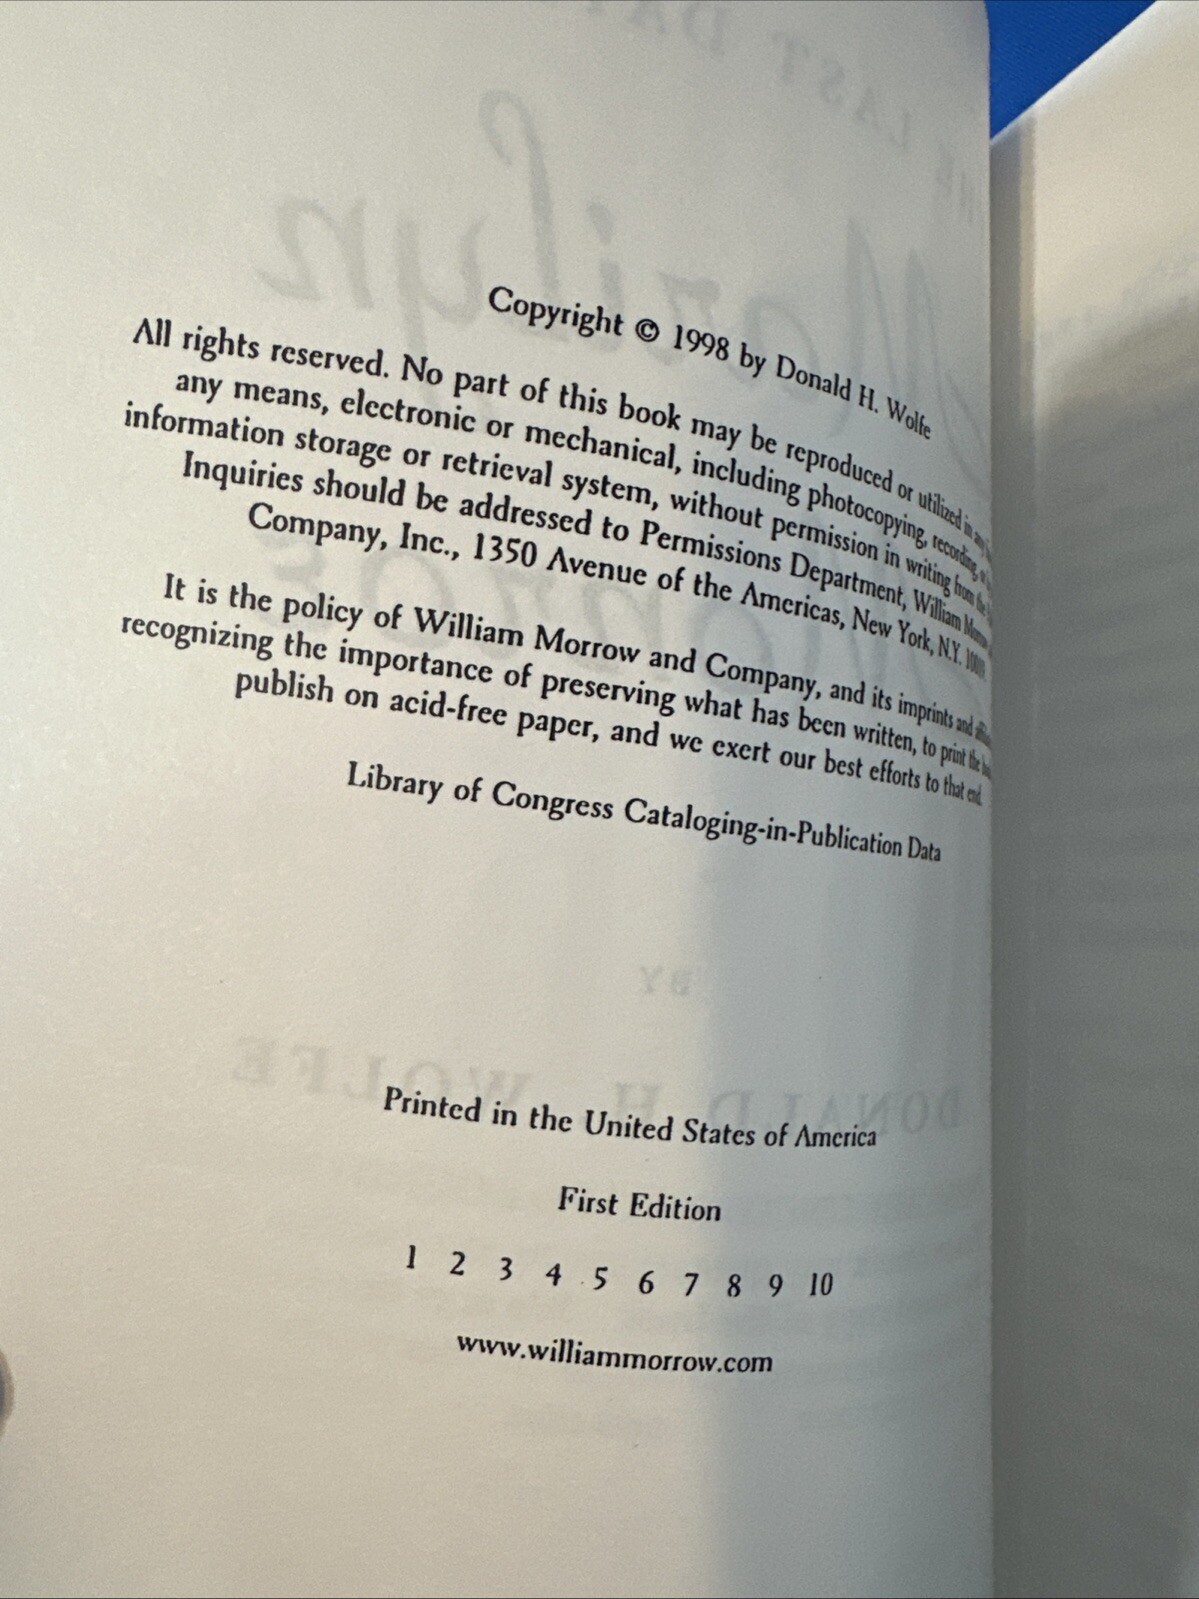 Copyright © 1998 by Donald H. Wolfe
All rights reserved. No part of this book may be reproduced or utilized in any
any means, electronic or mechanical, including photocopying, recording, or
information storage or retrieval system, without permission in writing from the
Inquiries should be addressed to Permissions Department, William Morrow
Company, Inc., 1350 Avenue of the Americas, New York, N.Y. 10019.
It is the policy of William Morrow and Company, and its imprints and
recognizing the importance of preserving what has been written, to print the
publish on acid-free paper, and we exert our best efforts to that end.
Library of Congress Cataloging-in-Publication Data
BY
DONALD H. WOLFE
Printed in the United States of America
First Edition
1 2 3 4 5 6 7 8 9 10
www.williammorrow.com